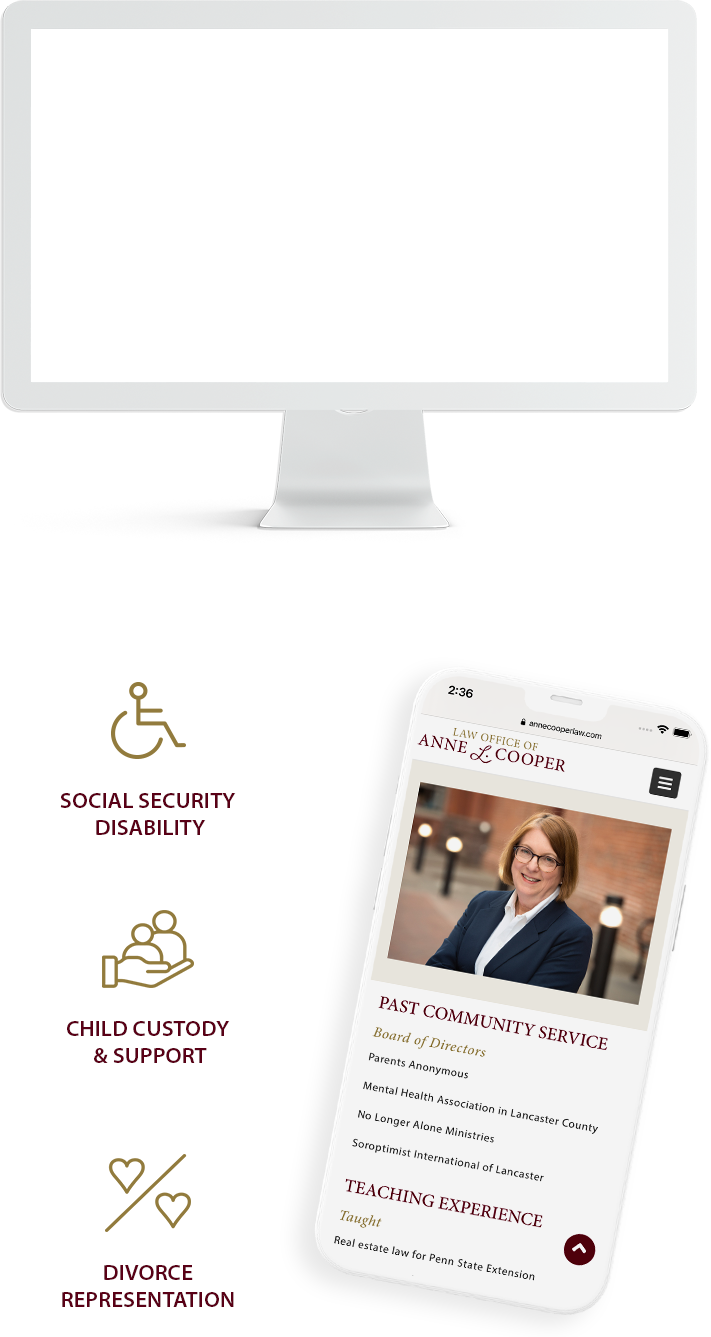 SOCIAL SECURITY
DISABILITY
CHILD CUSTODY
& SUPPORT
DIVORCE
REPRESENTATION
2:36
annecooperlaw.com
LAW OFFICE OF
ANNE L. COOPER
PAST COMMUNITY SERVICE
Board of Directors
Parents Anonymous
Mental Health Association in Lancaster County
No Longer Alone Ministries
Soroptimist International of Lancaster
TEACHING EXPERIENCE
Taught
Real estate law for Penn State Extension